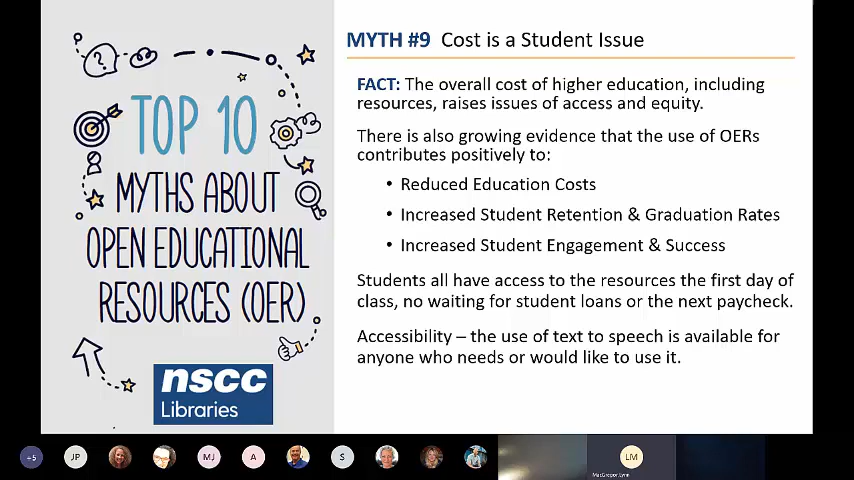 TOP 10
MYTHS ABOUT
OPEN EDUCATIONAL
RESOURCES (OER)
nscc
Libraries
MYTH #9 Cost is a Student Issue
FACT: The overall cost of higher education, including
resources, raises issues of access and equity.
There is also growing evidence that the use of OERs
contributes positively to:
• Reduced Education Costs
• Increased Student Retention & Graduation Rates
• Increased Student Engagement & Success
Students all have access to the resources the first day of
class, no waiting for student loans or the next paycheck.
Accessibility – the use of text to speech is available for
anyone who needs or would like to use it.
+5
JP
MJ
A
S
LM
MacGregor,Lynn